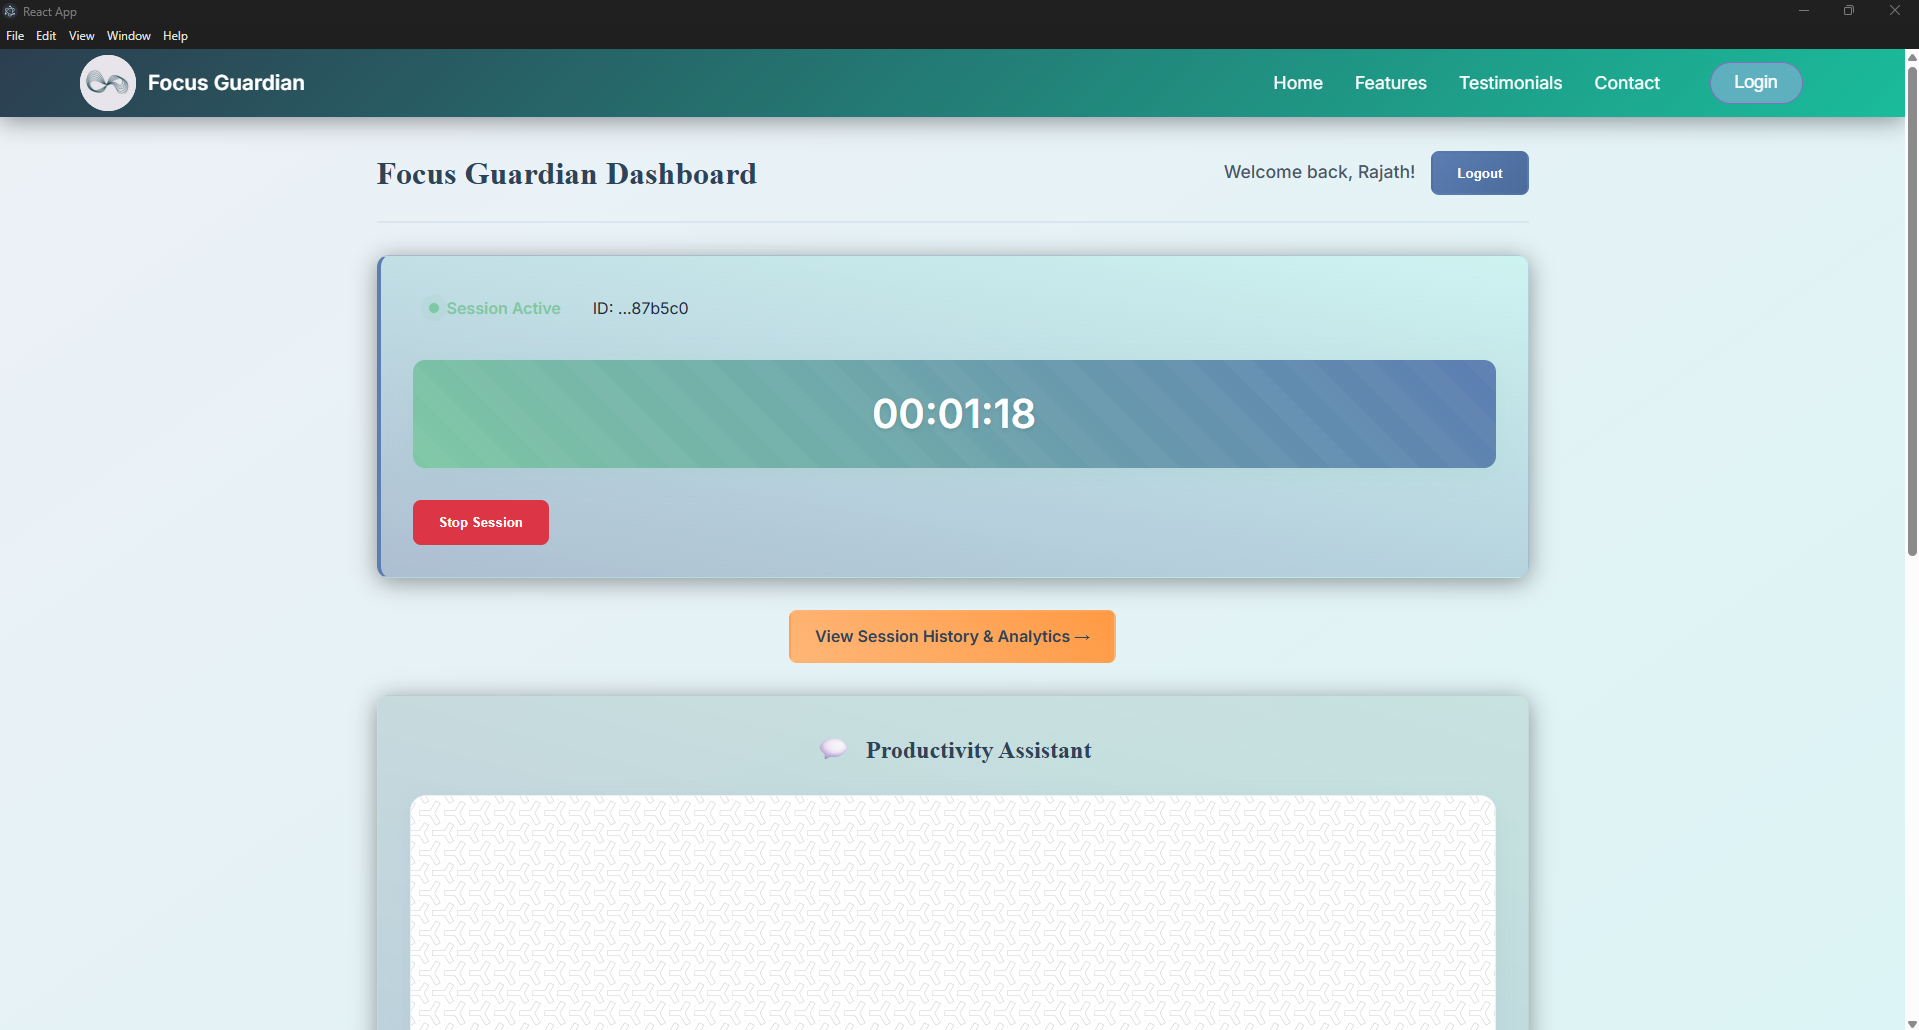 React App
File Edit View Window Help
Focus Guardian
Home Features Testimonials Contact Login
Focus Guardian Dashboard
Welcome back, Rajath! Logout
Session Active ID: ...87b5c0
00:01:18
Stop Session
View Session History & Analytics →
Productivity Assistant